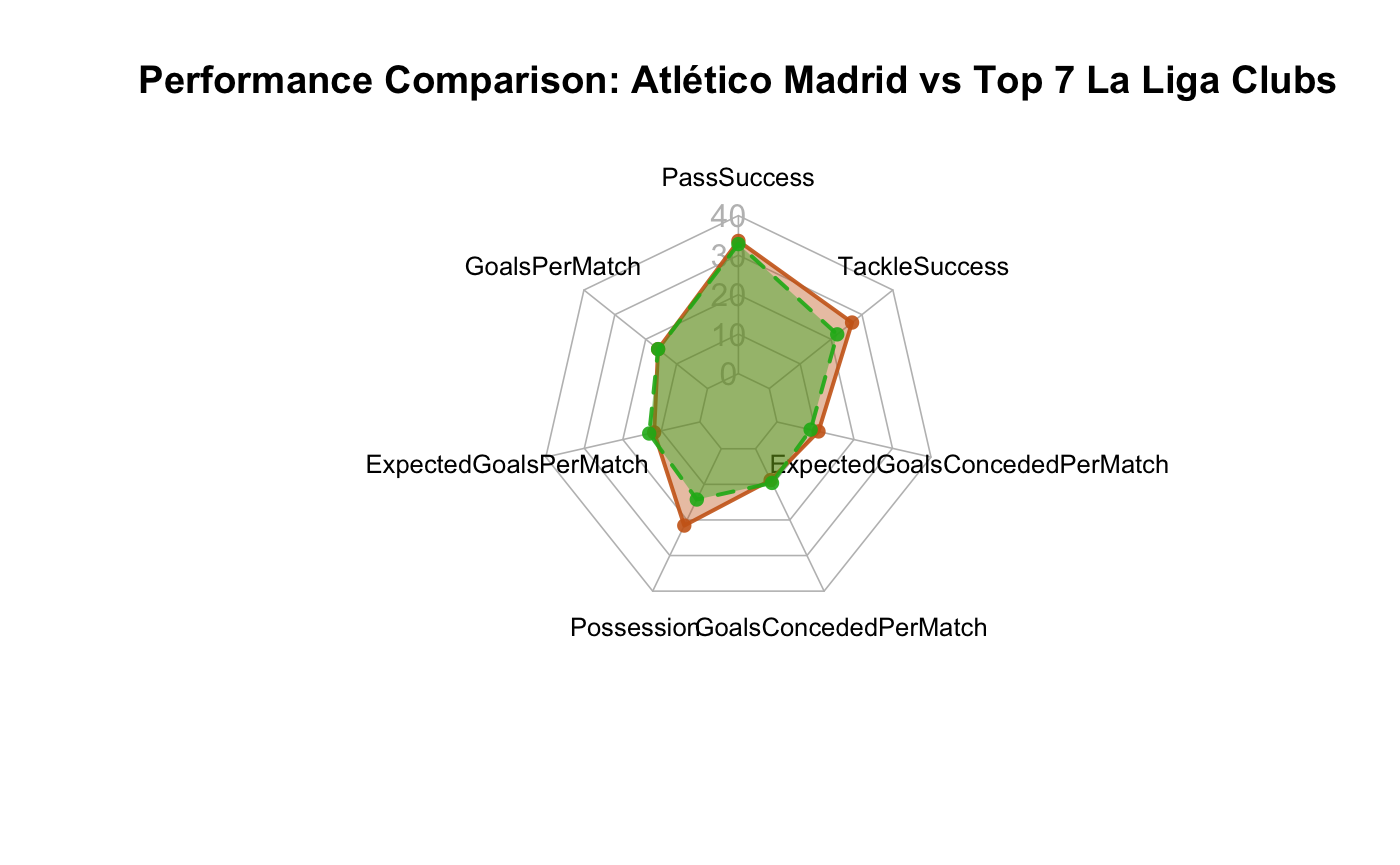 Performance Comparison: Atlético Madrid vs Top 7 La Liga Clubs
PassSuccess
40
GoalsPerMatch
30
TackleSuccess
20
10
0
ExpectedGoalsPerMatch
ExpectedGoalsConcededPerMatch
Possession
GoalsConcededPerMatch